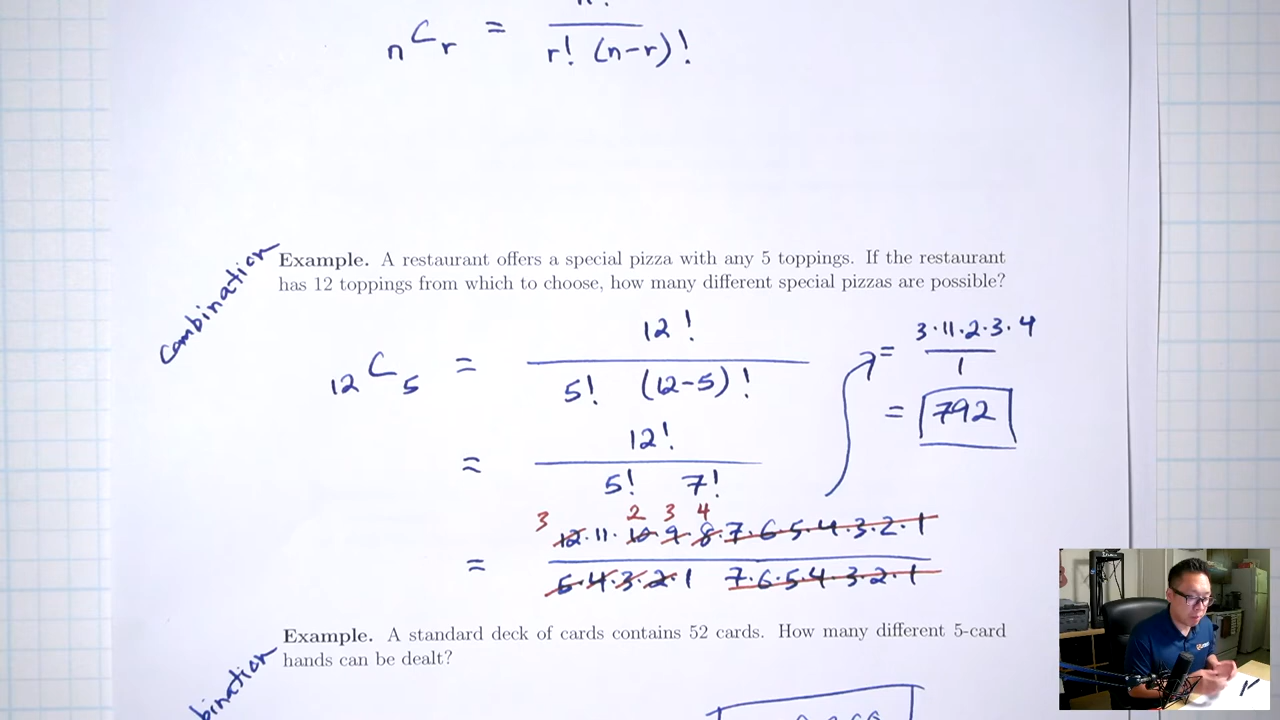 nCr = n! / r! (n-r)!
Combination
Example. A restaurant offers a special pizza with any 5 toppings. If the restaurant
has 12 toppings from which to choose, how many different special pizzas are possible?
12C5 = 12! / 5! (12-5)!
= 12! / 5! 7!
3 2 3 4
= 12·11·10·9·8·7·6·5·4·3·2·1 / 5·4·3·2·1 7·6·5·4·3·2·1
= 3·11·2·3·4 / 1
= 792
Example. A standard deck of cards contains 52 cards. How many different 5-card
hands can be dealt?